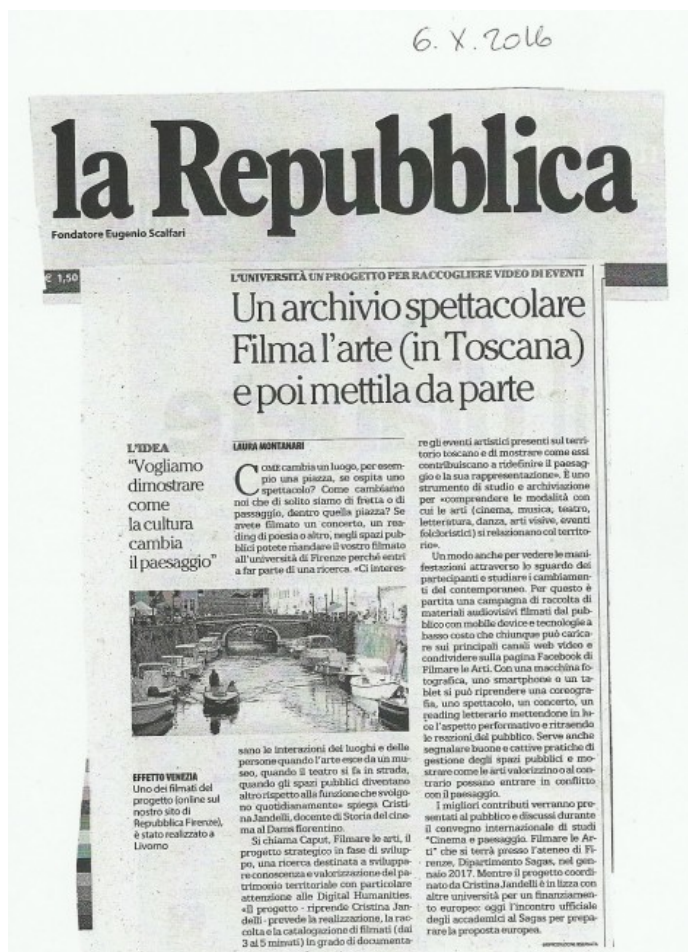 6. X. 2016
la Repubblica
Fondatore Eugenio Scalfari
€ 1,50
L'UNIVERSITÀ UN PROGETTO PER RACCOGLIERE VIDEO DI EVENTI
Un archivio spettacolare
Filma l'arte (in Toscana)
e poi mettila da parte
L'IDEA
"Vogliamo
dimostrare
come
la cultura
cambia
il paesaggio"
LAURA MONTANARI
COME cambia un luogo, per esem-
pio una piazza, se ospita uno
spettacolo? Come cambiamo
noi che di solito siamo di fretta o di
passaggio, dentro quella piazza? Se
avete filmato un concerto, un rea-
ding di poesia o altro, negli spazi pub-
blici potete mandare il vostro filmato
all'università di Firenze perché entri
a far parte di una ricerca. «Ci interes-
sano le interazioni dei luoghi e delle
persone quando l'arte esce da un mu-
seo, quando il teatro si fa in strada,
quando gli spazi pubblici diventano
altro rispetto alla funzione che svolgo-
no quotidianamente» spiega Cristi-
na Jandelli, docente di Storia del cine-
ma al Dams fiorentino.
Si chiama Caput, Filmare le arti, il
progetto strategico in fase di svilup-
po, una ricerca destinata a sviluppa-
re conoscenza e valorizzazione del pa-
trimonio territoriale con particolare
attenzione alle Digital Humanities.
«Il progetto - riprende Cristina Jan-
delli - prevede la realizzazione, la rac-
colta e la catalogazione di filmati (dai
3 ai 5 minuti) in grado di documenta-
re gli eventi artistici presenti sul terri-
torio toscano e di mostrare come essi
contribuiscano a ridefinire il paesag-
gio e la sua rappresentazione». È uno
strumento di studio e archiviazione
per «comprendere le modalità con
cui le arti (cinema, musica, teatro,
letteratura, danza, arti visive, eventi
folcloristici) si relazionano col territo-
rio».
Un modo anche per vedere le mani-
festazioni attraverso lo sguardo dei
partecipanti e studiare i cambiamen-
ti del contemporaneo. Per questo è
partita una campagna di raccolta di
materiali audiovisivi filmati dal pub-
blico con mobile device e tecnologie a
basso costo che chiunque può carica-
re sui principali canali web video e
condividere sulla pagina Facebook di
Filmare le Arti. Con una macchina fo-
tografica, uno smartphone o un ta-
blet si può riprendere una coreogra-
fia, uno spettacolo, un concerto, un
reading letterario mettendone in lu-
ce l'aspetto performativo e ritraendo
le reazioni del pubblico. Serve anche
segnalare buone e cattive pratiche di
gestione degli spazi pubblici e mo-
strare come le arti valorizzino o al con-
trario possano entrare in conflitto
con il paesaggio.
I migliori contributi verranno pre-
sentati al pubblico e discussi durante
il convegno internazionale di studi
"Cinema e paesaggio. Filmare le Ar-
ti" che si terrà presso l'ateneo di Fi-
renze, Dipartimento Sagas, nel gen-
naio 2017. Mentre il progetto coordi-
nato da Cristina Jandelli è in lizza con
altre università per un finanziamen-
to europeo: oggi l'incontro ufficiale
degli accademici al Sagas per prepa-
rare la proposta europea.
EFFETTO VENEZIA
Uno dei filmati del
progetto (online sul
nostro sito di
Repubblica Firenze),
è stato realizzato a
Livorno